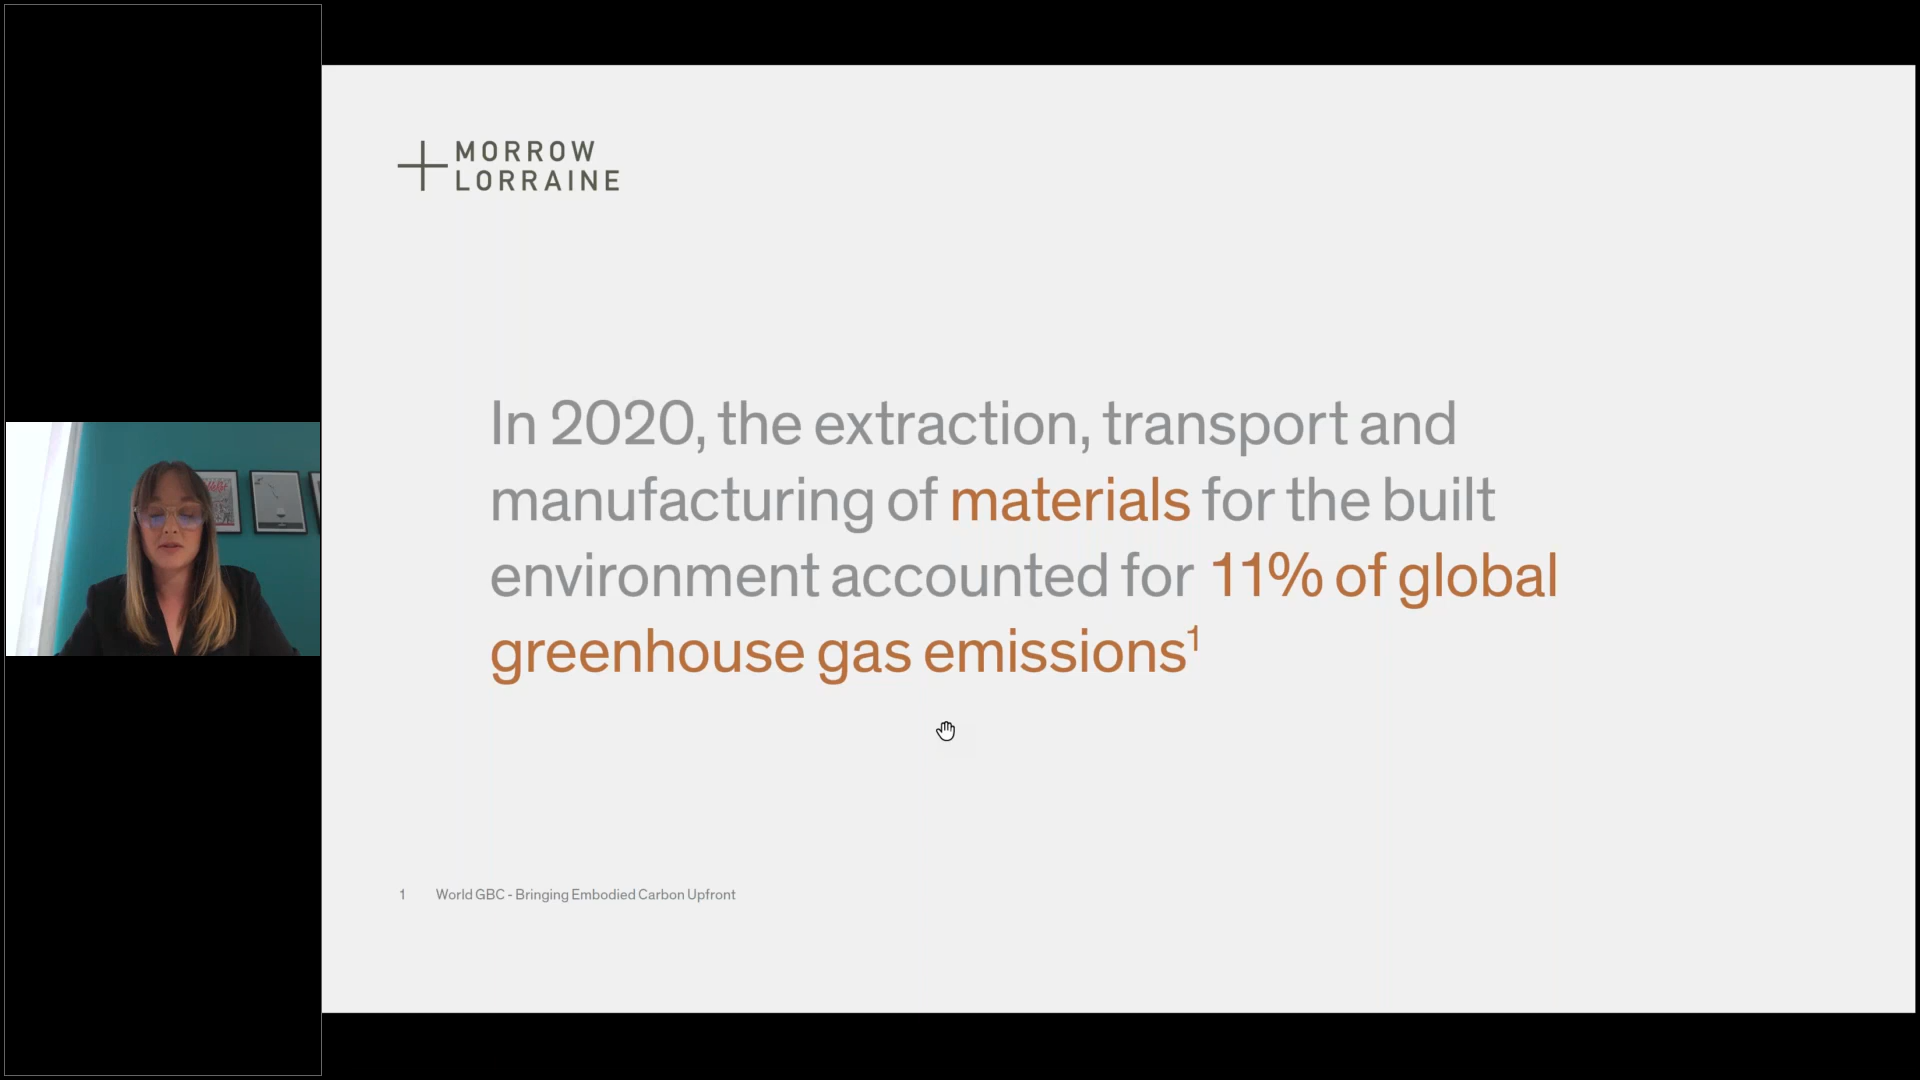 MORROW
LORRAINE
In 2020, the extraction, transport and
manufacturing of materials for the built
environment accounted for 11% of global
greenhouse gas emissions¹
1 World GBC - Bringing Embodied Carbon Upfront